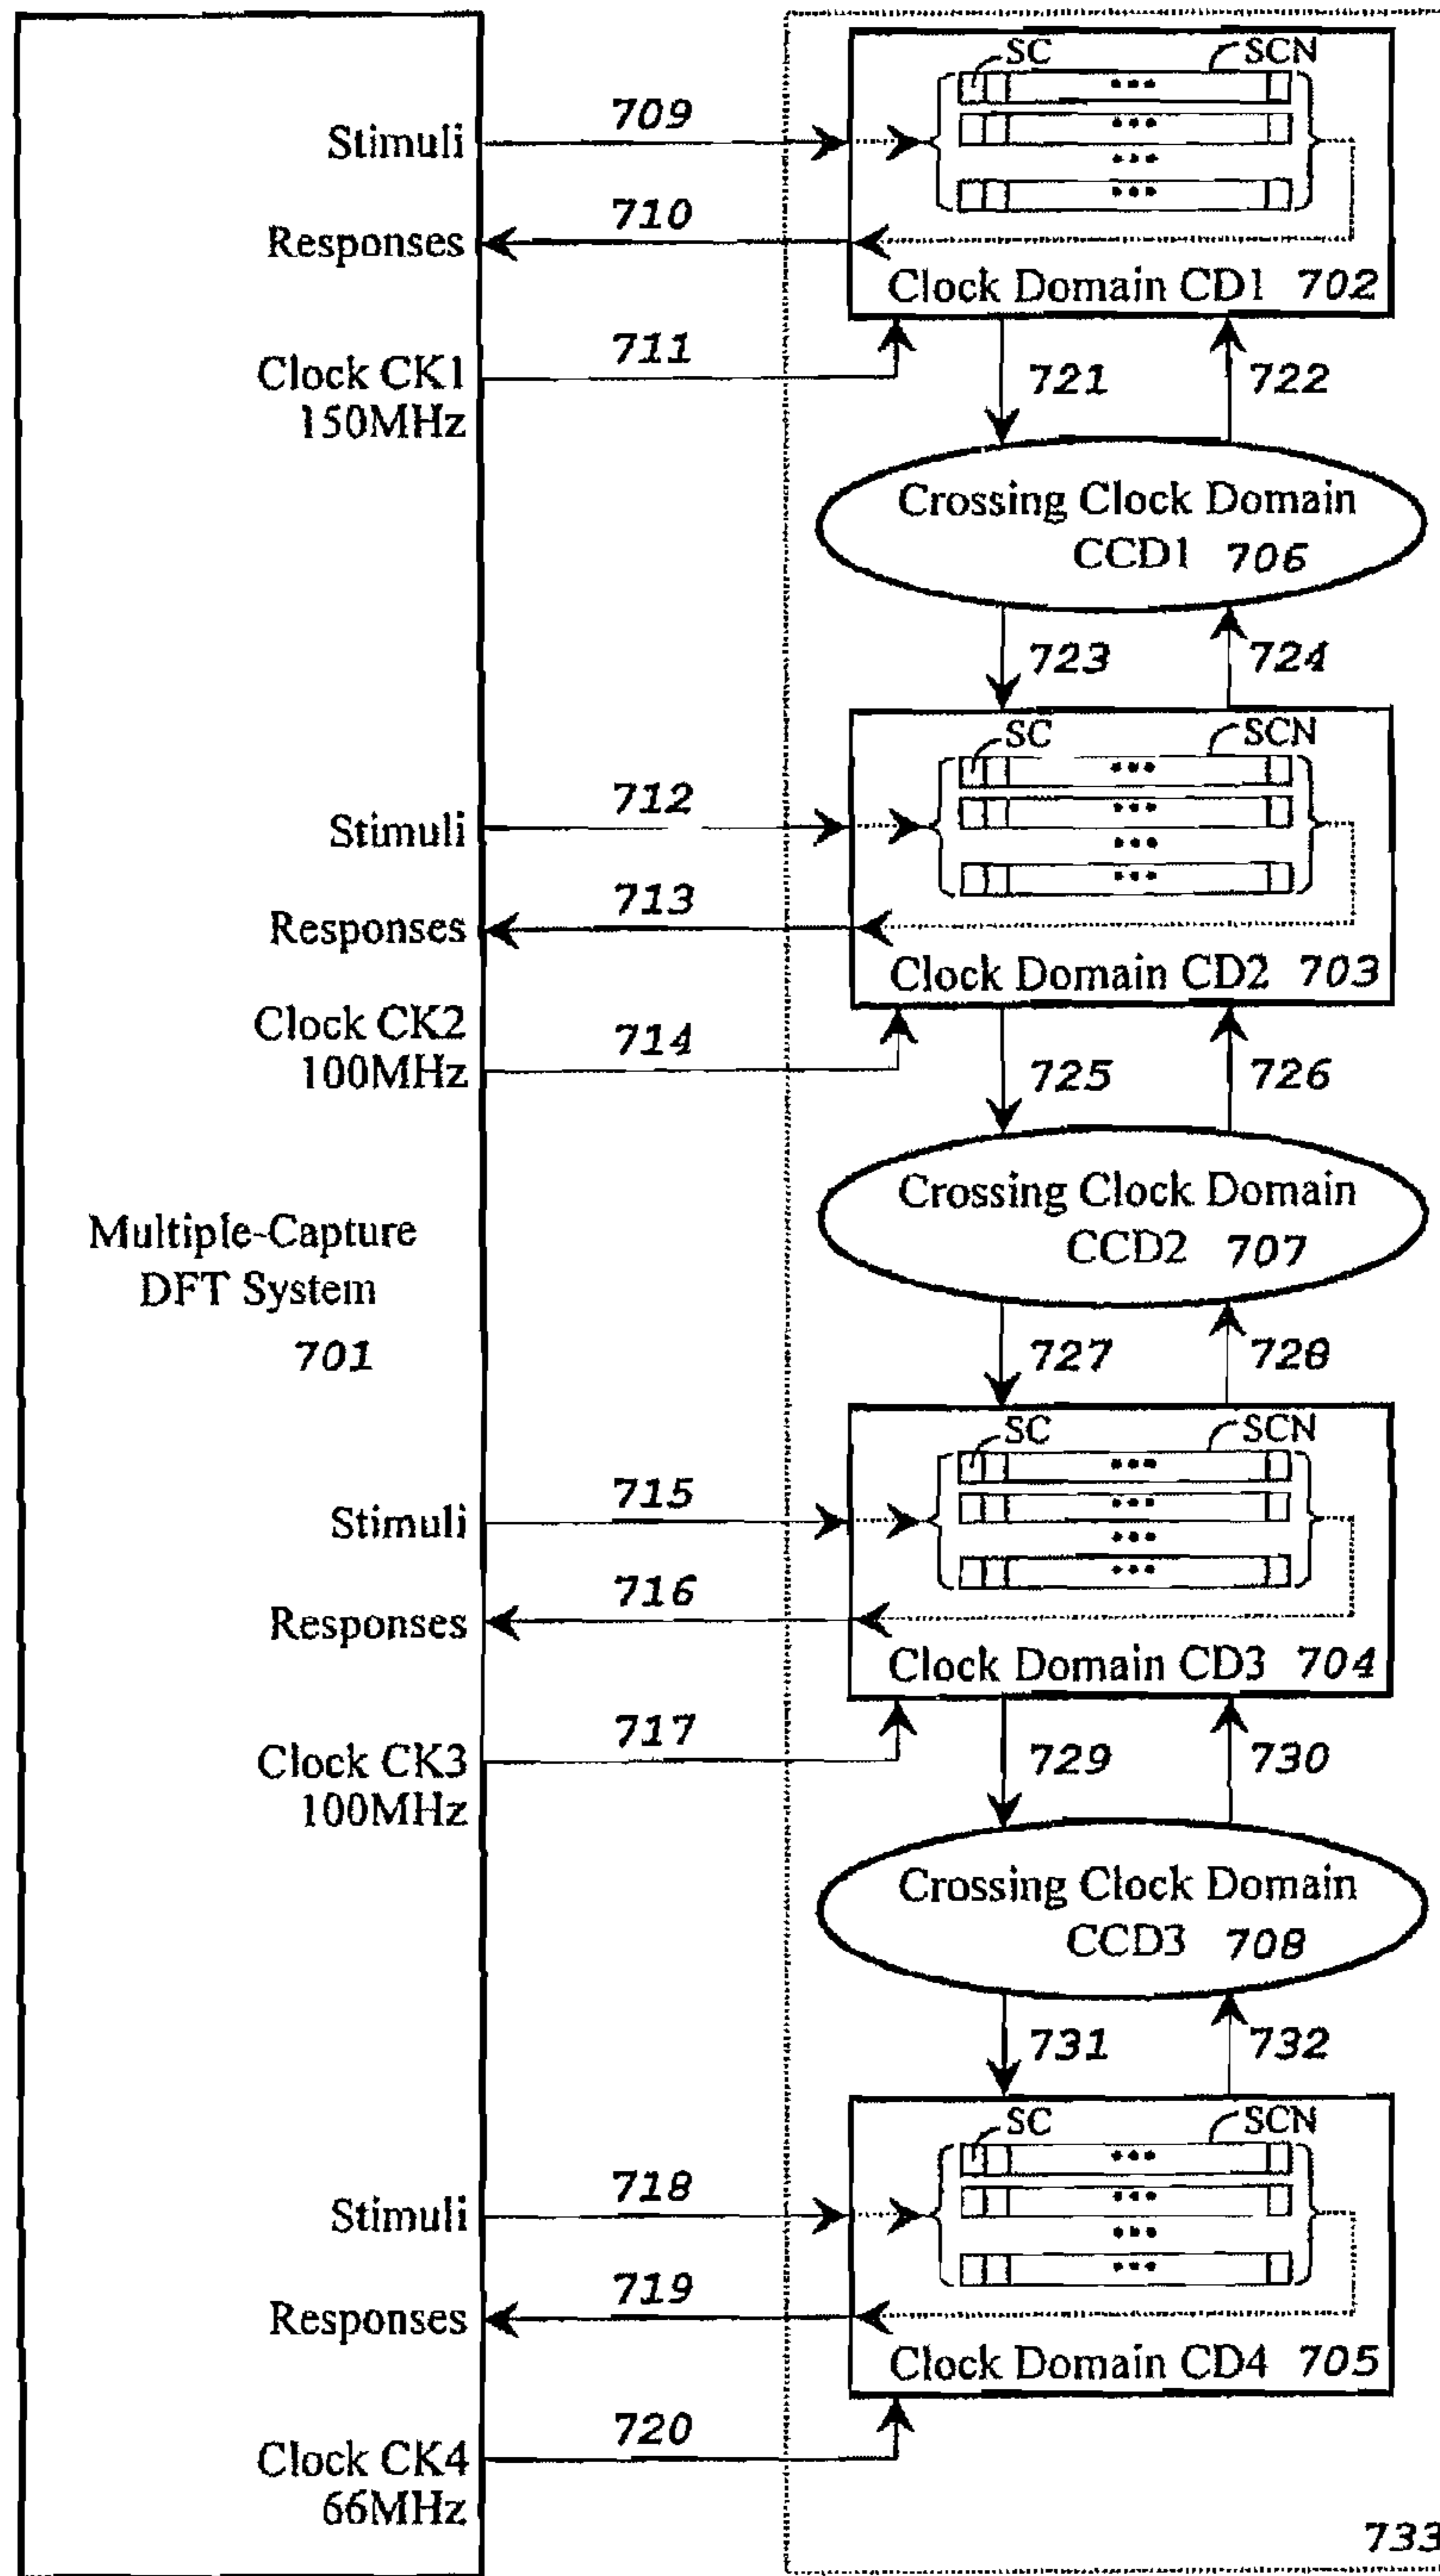 SC SCN
709
Stimuli
710
Responses
Clock Domain CD1 702
711
Clock CK1
150MHz
721 722
Crossing Clock Domain
CCD1 706
723 724
SC SCN
712
Stimuli
713
Responses
Clock Domain CD2 703
Clock CK2
100MHz
714
725 726
Crossing Clock Domain
CCD2 707
Multiple-Capture
DFT System
701
727 728
SC SCN
715
Stimuli
716
Responses
Clock Domain CD3 704
717
Clock CK3
100MHz
729 730
Crossing Clock Domain
CCD3 708
731 732
SC SCN
718
Stimuli
719
Responses
Clock Domain CD4 705
720
Clock CK4
66MHz
733